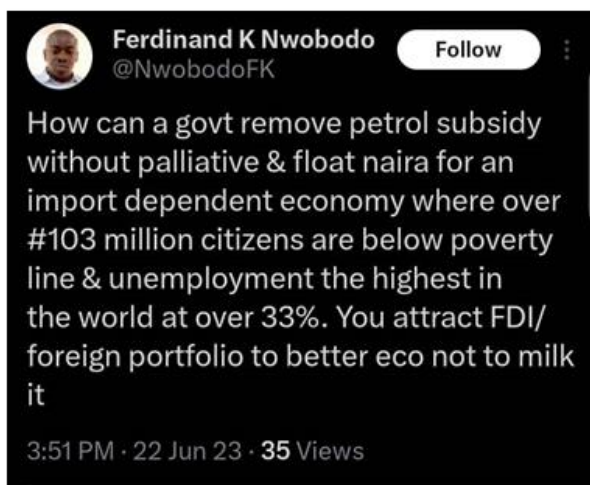 Ferdinand K Nwobodo
@NwobodoFK
Follow
How can a govt remove petrol subsidy
without palliative & float naira for an
import dependent economy where over
#103 million citizens are below poverty
line & unemployment the highest in
the world at over 33%. You attract FDI/
foreign portfolio to better eco not to milk
it
3:51 PM · 22 Jun 23 · 35 Views